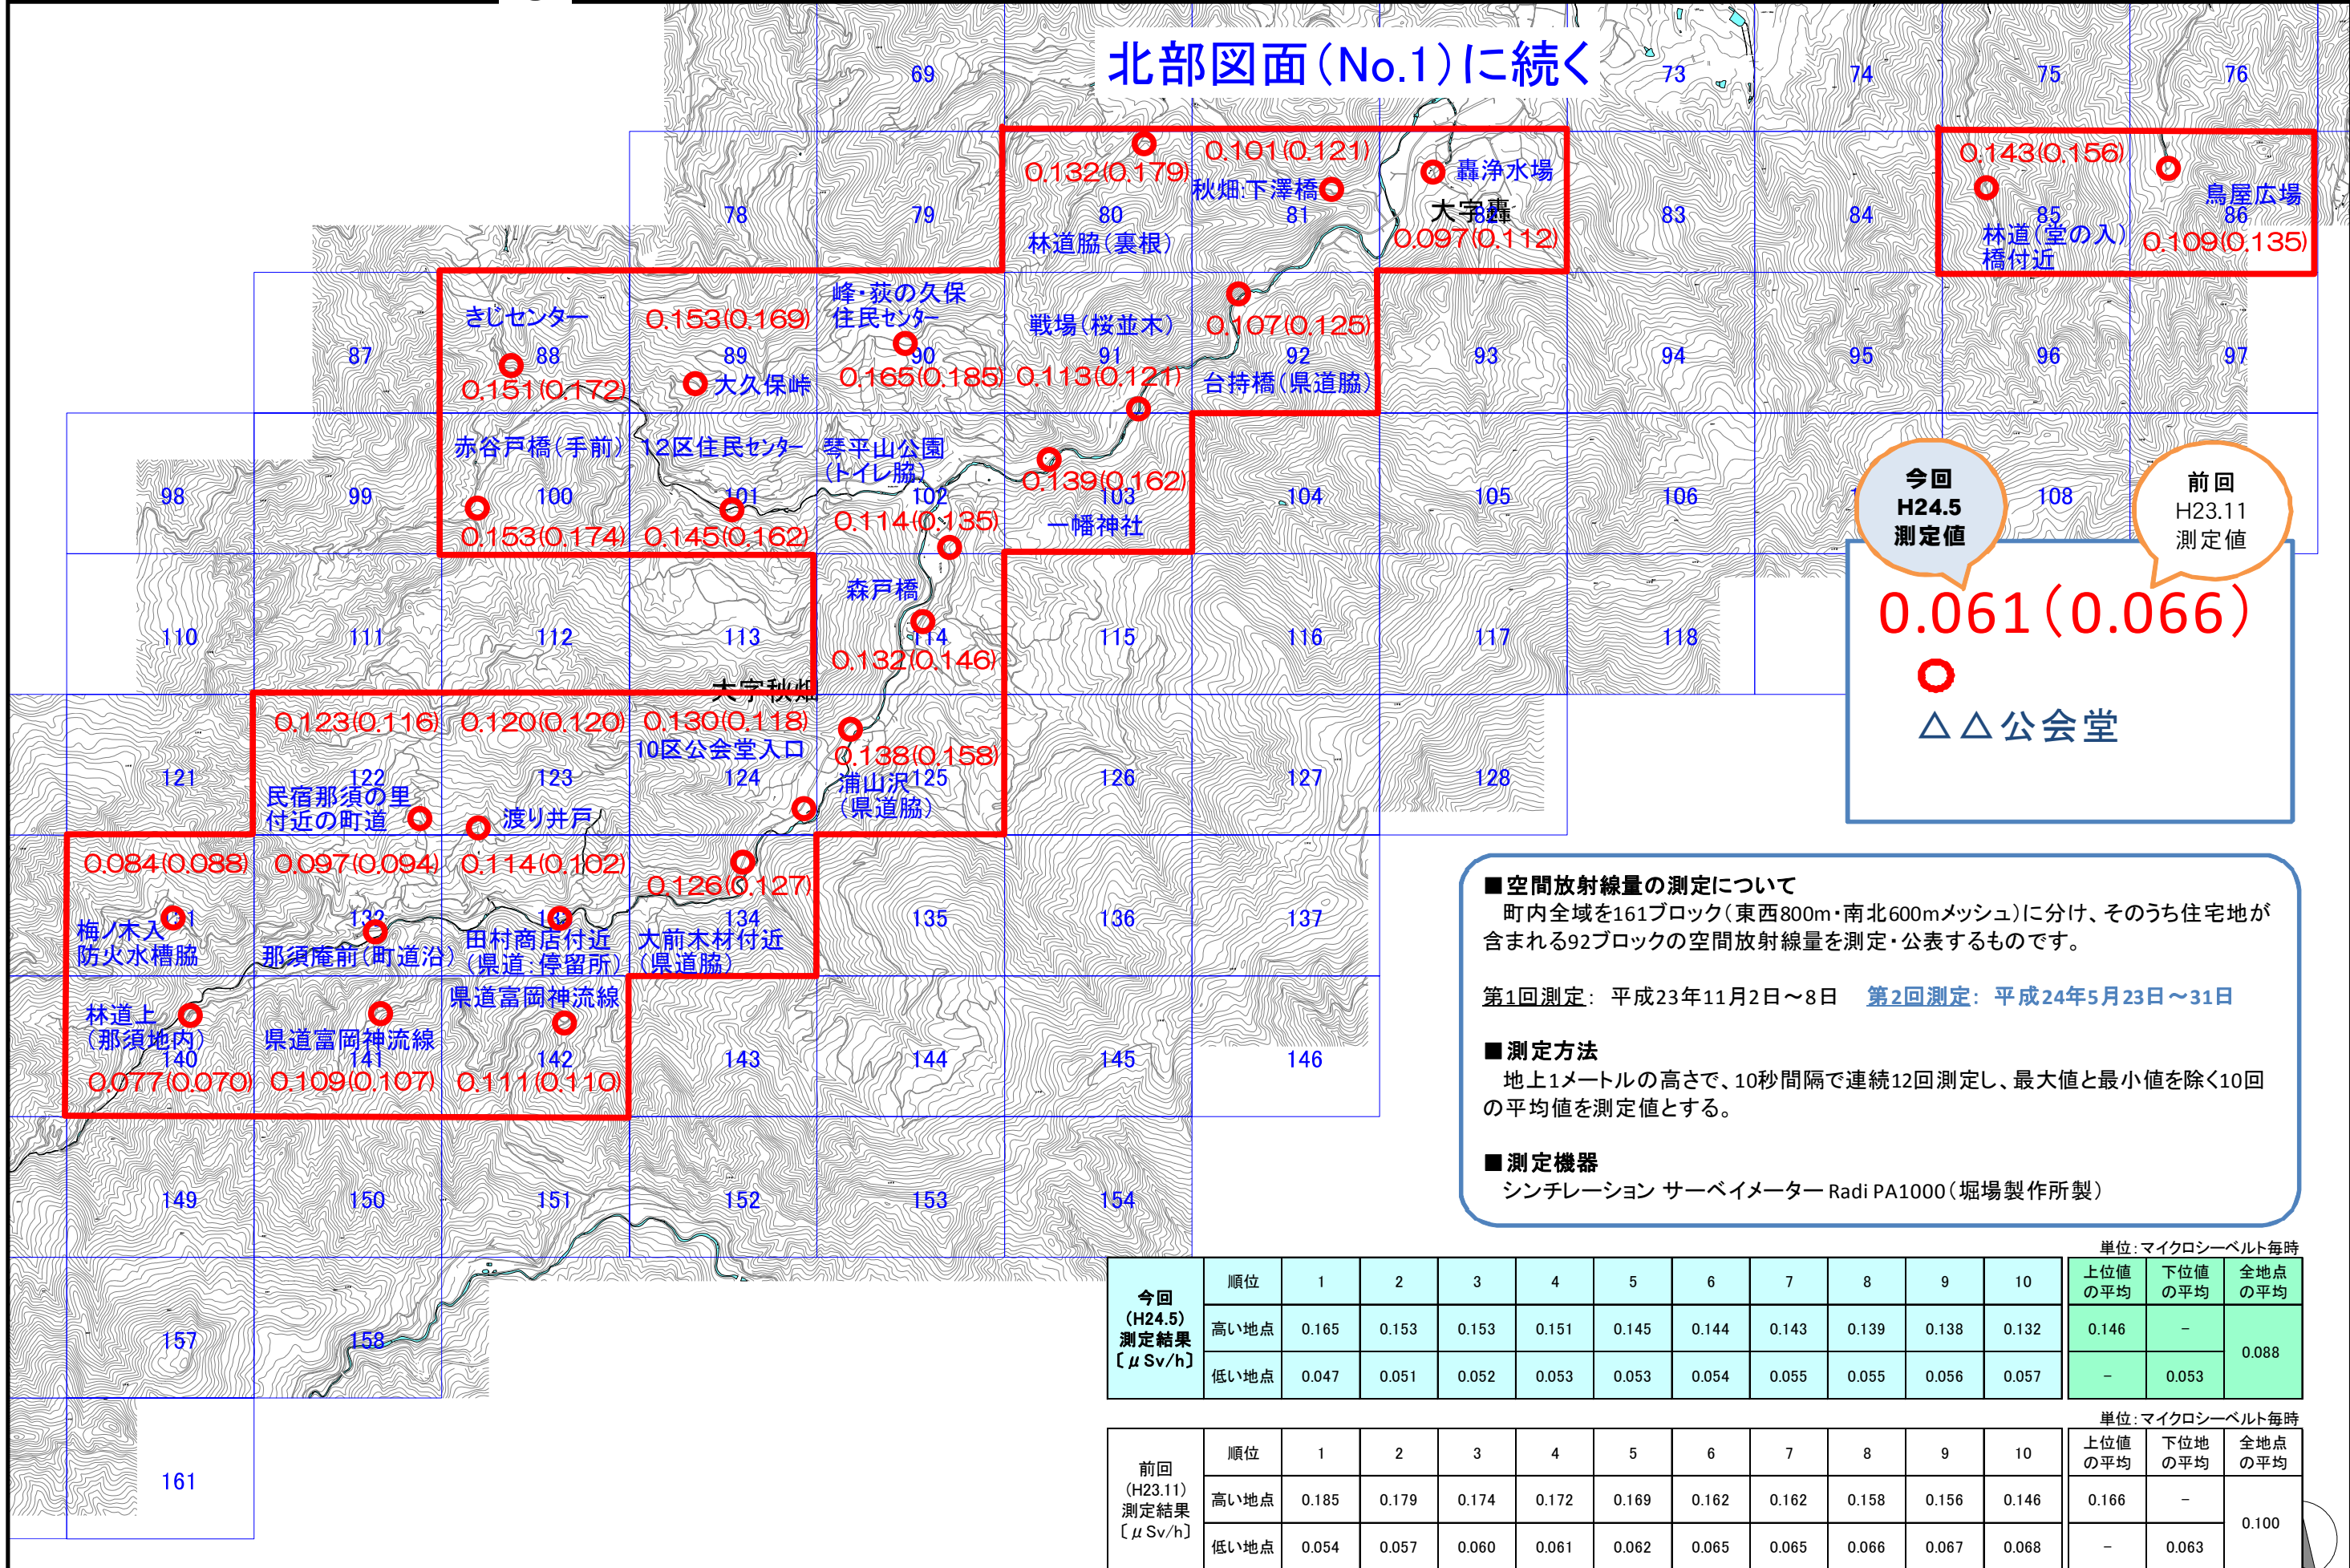 北部図面(No.1)に続く
69
73
74
75
76
0.132(0.179)
0.101(0.121)
秋畑:下澤橋
轟浄水場
大字轟
0.143(0.156)
鳥屋広場
78
79
80
81
82
83
84
85
86
林道脇(裏根)
0.097(0.112)
林道(堂の入)
橋付近
0.109(0.135)
きじセンター
0.153(0.169)
峰・荻の久保
住民センター
戦場(桜並木)
0.107(0.125)
87
88
89
90
91
92
93
94
95
96
97
0.151(0.172)
大久保峠
0.165(0.185)
0.113(0.121)
台持橋(県道脇)
赤谷戸橋(手前)
12区住民センター
琴平山公園
(トイレ脇)
0.139(0.162)
98
99
100
101
102
103
104
105
106
108
0.153(0.174)
0.145(0.162)
0.114(0.135)
一幡神社
今回
H24.5
測定値
前回
H23.11
測定値
0.061(0.066)
△△公会堂
森戸橋
110
111
112
113
114
115
116
117
118
0.132(0.146)
大字秋畑
0.123(0.116)
0.120(0.120)
0.130(0.118)
10区公会堂入口
0.138(0.158)
121
122
123
124
125
126
127
128
民宿那須の里
付近の町道
渡り井戸
浦山沢
(県道脇)
0.084(0.088)
0.097(0.094)
0.114(0.102)
0.126(0.127)
132
134
135
136
137
梅ノ木入
防火水槽脇
那須庵前(町道沿)
田村商店付近
(県道:停留所)
大前木材付近
(県道脇)
林道上
(那須地内)
県道富岡神流線
県道富岡神流線
140
141
142
143
144
145
146
0.077(0.070)
0.109(0.107)
0.111(0.110)
149
150
151
152
153
154
157
158
161
■空間放射線量の測定について
町内全域を161ブロック(東西800m・南北600mメッシュ)に分け、そのうち住宅地が
含まれる92ブロックの空間放射線量を測定・公表するものです。
第1回測定: 平成23年11月2日~8日 第2回測定: 平成24年5月23日~31日
■測定方法
地上1メートルの高さで、10秒間隔で連続12回測定し、最大値と最小値を除く10回
の平均値を測定値とする。
■測定機器
シンチレーション サーベイメーター Radi PA1000(堀場製作所製)
単位:マイクロシーベルト毎時
今回
(H24.5)
測定結果
〔μSv/h〕
順位 1 2 3 4 5 6 7 8 9 10 上位値の平均 下位値の平均 全地点の平均
高い地点 0.165 0.153 0.153 0.151 0.145 0.144 0.143 0.139 0.138 0.132 0.146 - 0.088
低い地点 0.047 0.051 0.052 0.053 0.053 0.054 0.055 0.055 0.056 0.057 - 0.053
単位:マイクロシーベルト毎時
前回
(H23.11)
測定結果
〔μSv/h〕
順位 1 2 3 4 5 6 7 8 9 10 上位値の平均 下位地の平均 全地点の平均
高い地点 0.185 0.179 0.174 0.172 0.169 0.162 0.162 0.158 0.156 0.146 0.166 - 0.100
低い地点 0.054 0.057 0.060 0.061 0.062 0.065 0.065 0.066 0.067 0.068 - 0.063